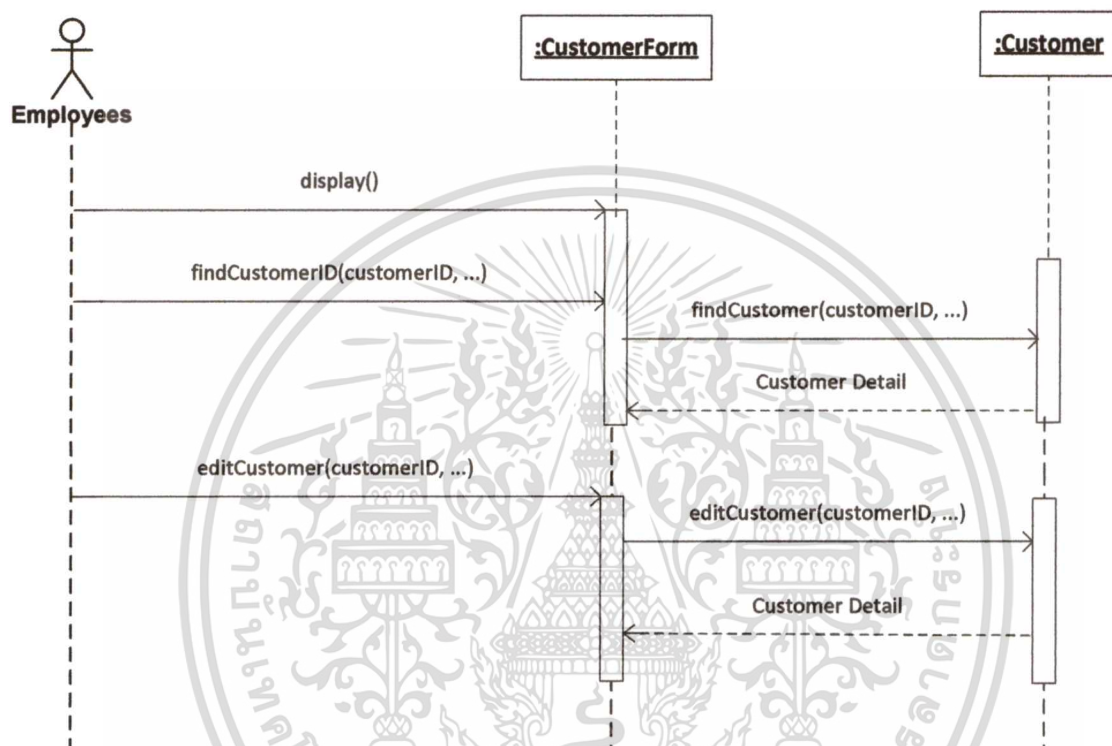 :CustomerForm
:Customer
Employees
display()
findCustomerID(customerID, ...)
findCustomer(customerID, ...)
Customer Detail
editCustomer(customerID, ...)
editCustomer(customerID, ...)
Customer Detail